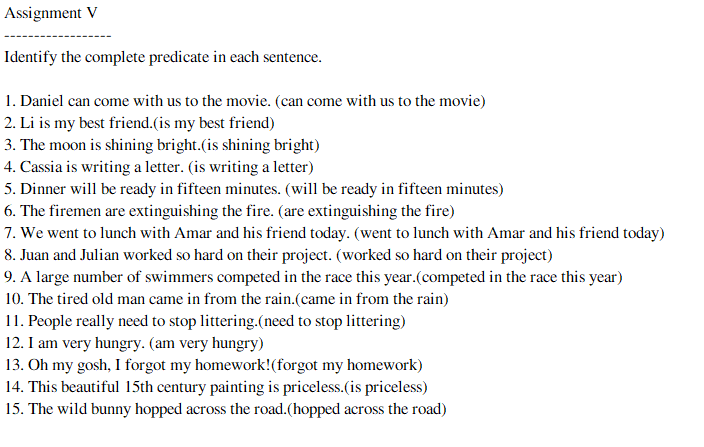 Assignment V
------------------
Identify the complete predicate in each sentence.
1. Daniel can come with us to the movie. (can come with us to the movie)
2. Li is my best friend.(is my best friend)
3. The moon is shining bright.(is shining bright)
4. Cassia is writing a letter. (is writing a letter)
5. Dinner will be ready in fifteen minutes. (will be ready in fifteen minutes)
6. The firemen are extinguishing the fire. (are extinguishing the fire)
7. We went to lunch with Amar and his friend today. (went to lunch with Amar and his friend today)
8. Juan and Julian worked so hard on their project. (worked so hard on their project)
9. A large number of swimmers competed in the race this year.(competed in the race this year)
10. The tired old man came in from the rain.(came in from the rain)
11. People really need to stop littering.(need to stop littering)
12. I am very hungry. (am very hungry)
13. Oh my gosh, I forgot my homework!(forgot my homework)
14. This beautiful 15th century painting is priceless.(is priceless)
15. The wild bunny hopped across the road.(hopped across the road)